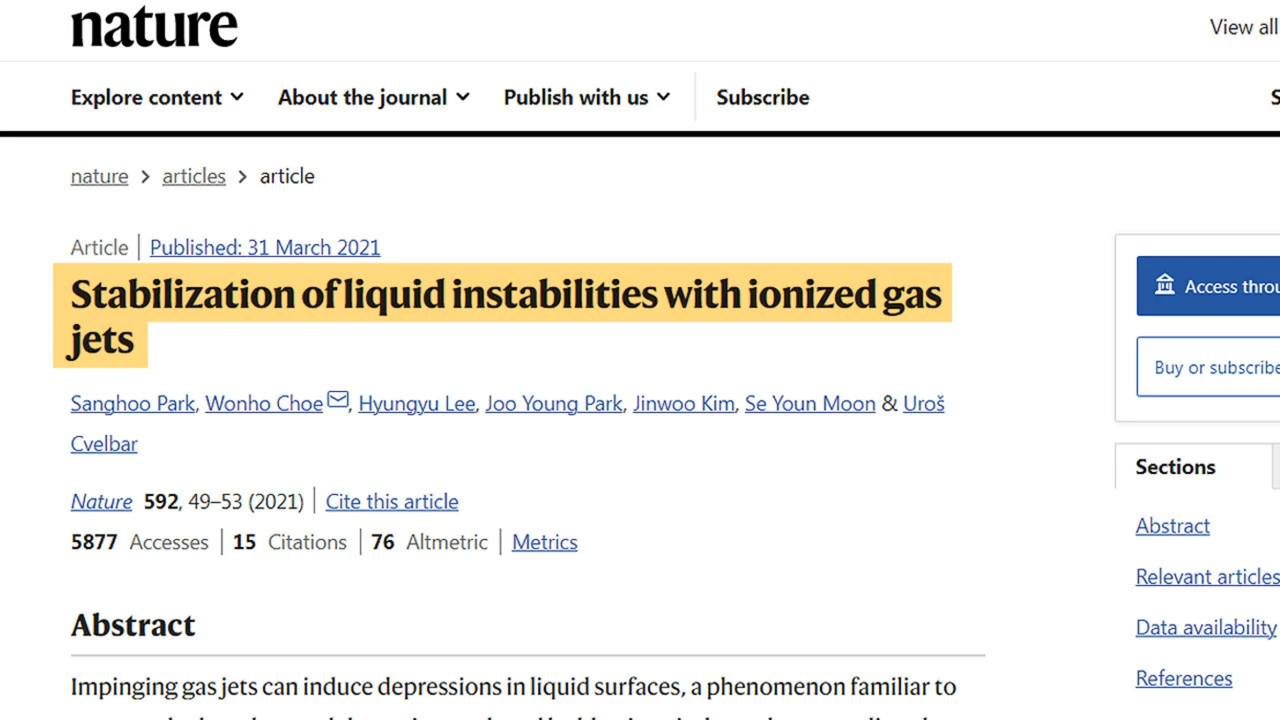 nature
View all
Explore content
About the journal
Publish with us
Subscribe
S
nature > articles > article
Article | Published: 31 March 2021
Stabilization of liquid instabilities with ionized gas
jets
Sanghoo Park, Wonho Choe, Hyungyu Lee, Joo Young Park, Jinwoo Kim, Se Youn Moon & Uroš
Cvelbar
Nature 592, 49–53 (2021) | Cite this article
5877 Accesses | 15 Citations | 76 Altmetric | Metrics
Abstract
Impinging gas jets can induce depressions in liquid surfaces, a phenomenon familiar to
Access throu
Buy or subscribe
Sections
Abstract
Relevant articles
Data availability
References